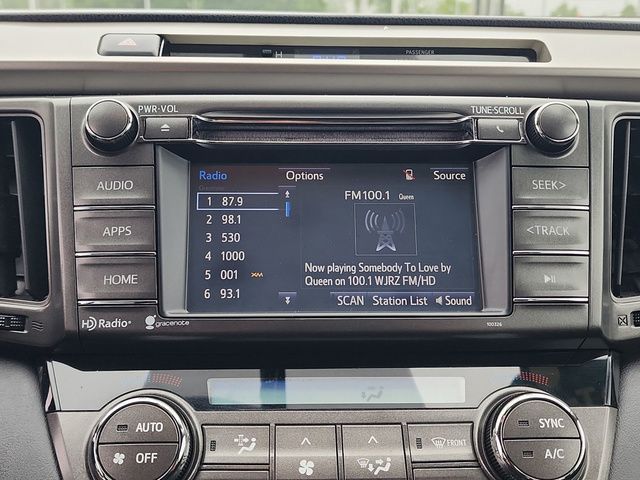 PASSENGER
PWR·VOL
TUNE·SCROLL
AUDIO
APPS
HOME
Radio Options Source
1 87.9
2 98.1
3 530
4 1000
5 001 XM
6 93.1
FM100.1 Queen
Now playing Somebody To Love by
Queen on 100.1 WJRZ FM/HD
SCAN Station List Sound
SEEK>
<TRACK
HD Radio
gracenote
100326
AUTO
OFF
FRONT
SYNC
A/C